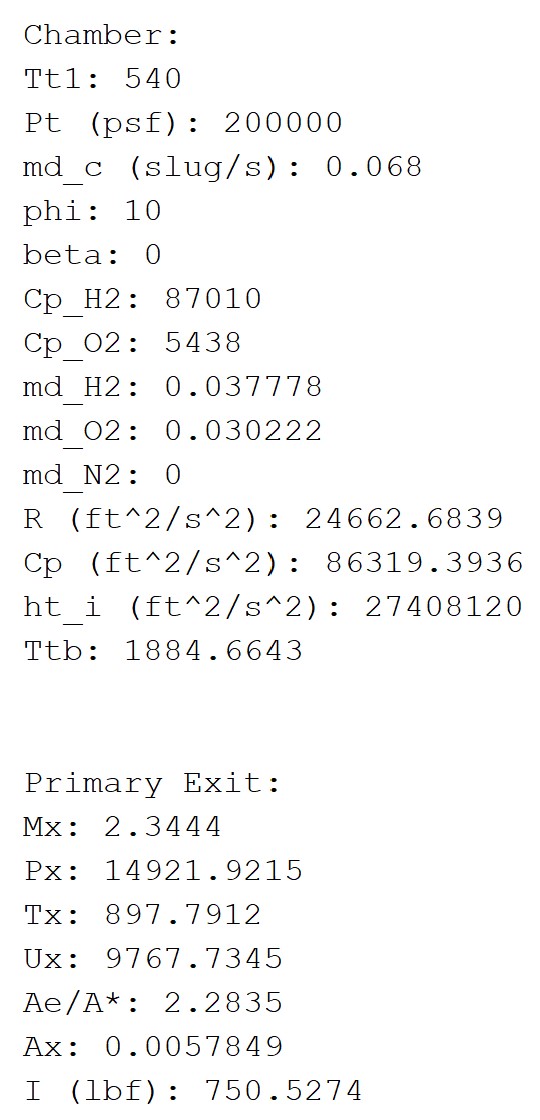 Chamber:
Tt1: 540
Pt (psf): 200000
md_c (slug/s): 0.068
phi: 10
beta: 0
Cp_H2: 87010
Cp_O2: 5438
md_H2: 0.037778
md_O2: 0.030222
md_N2: 0
R (ft^2/s^2): 24662.6839
Cp (ft^2/s^2): 86319.3936
ht_i (ft^2/s^2): 27408120
Ttb: 1884.6643
Primary Exit:
Mx: 2.3444
Px: 14921.9215
Tx: 897.7912
Ux: 9767.7345
Ae/A*: 2.2835
Ax: 0.0057849
I (lbf): 750.5274